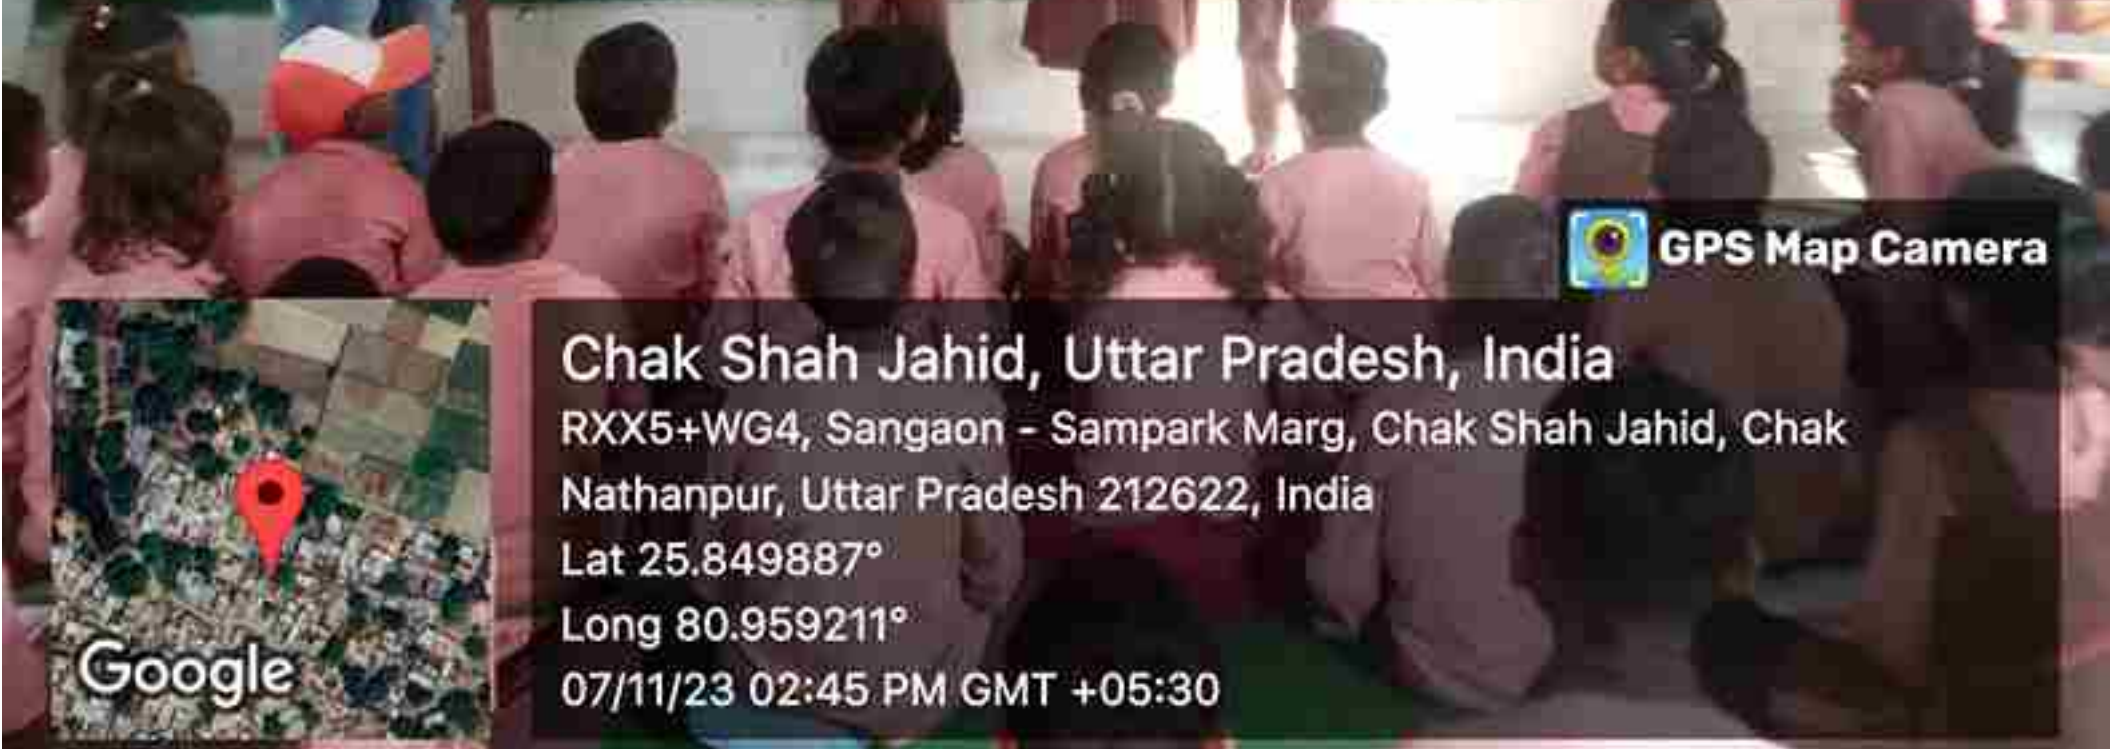 GPS Map Camera
Chak Shah Jahid, Uttar Pradesh, India
RXX5+WG4, Sangaon - Sampark Marg, Chak Shah Jahid, Chak
Nathanpur, Uttar Pradesh 212622, India
Lat 25.849887°
Long 80.959211°
07/11/23 02:45 PM GMT +05:30
Google